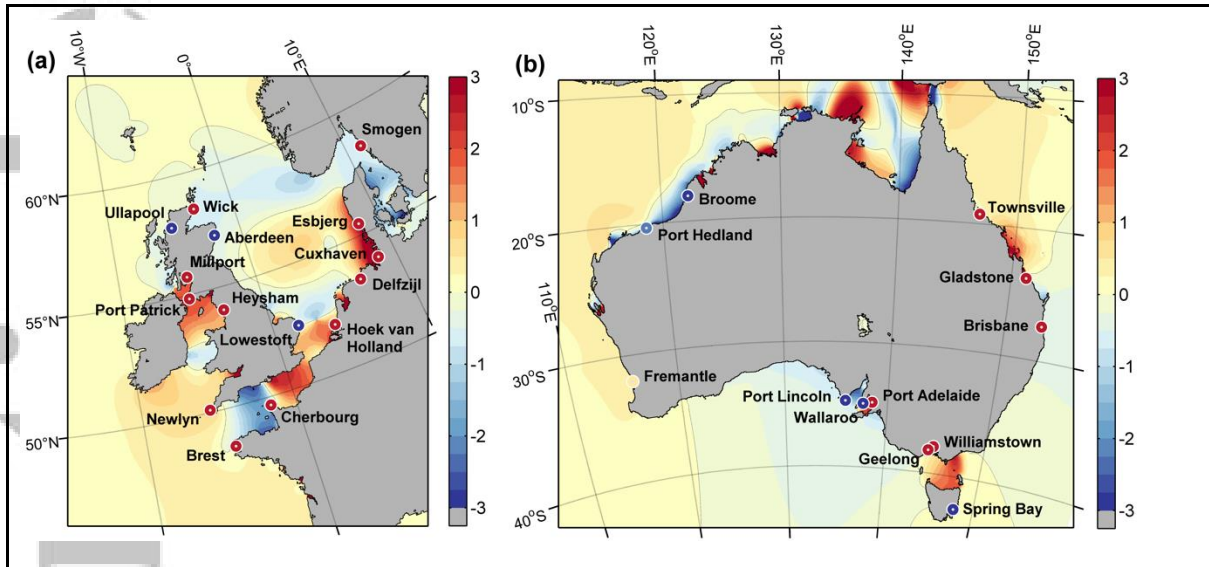 10°W
0°
10°E
(a)
3
Smogen
60°N
Wick
Ullapool
2
Aberdeen
Esbjerg
1
Cuxhaven
Millport
Delfzijl
0
Port Patrick
Heysham
55°N
Hoek van
Holland
Lowestoft
-1
Newlyn
Cherbourg
-2
50°N
Brest
-3
120°E
130°E
140°E
150°E
(b)
3
10°S
2
Broome
Townsville
1
Port Hedland
20°S
Gladstone
0
110°E
Brisbane
-1
Fremantle
30°S
Port Lincoln
Port Adelaide
Wallaroo
-2
Williamstown
Geelong
-3
40°S
Spring Bay